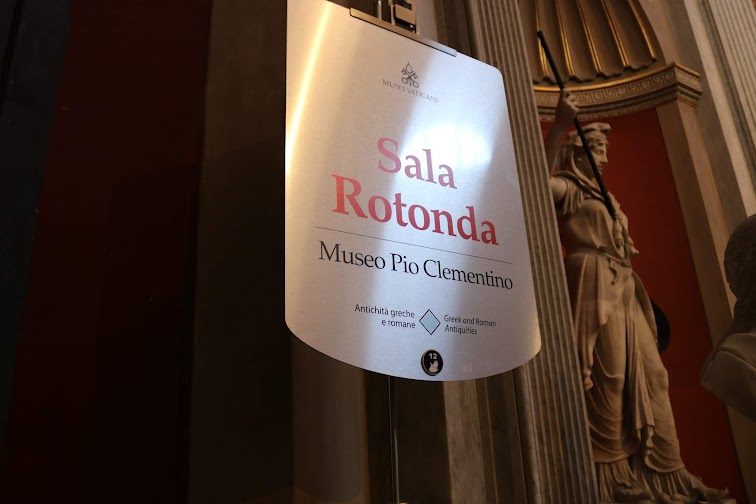 MUSEI VATICANI
Sala
Rotonda
Museo Pio Clementino
Antichità greche
e romane
Greek and Roman
Antiquities
12